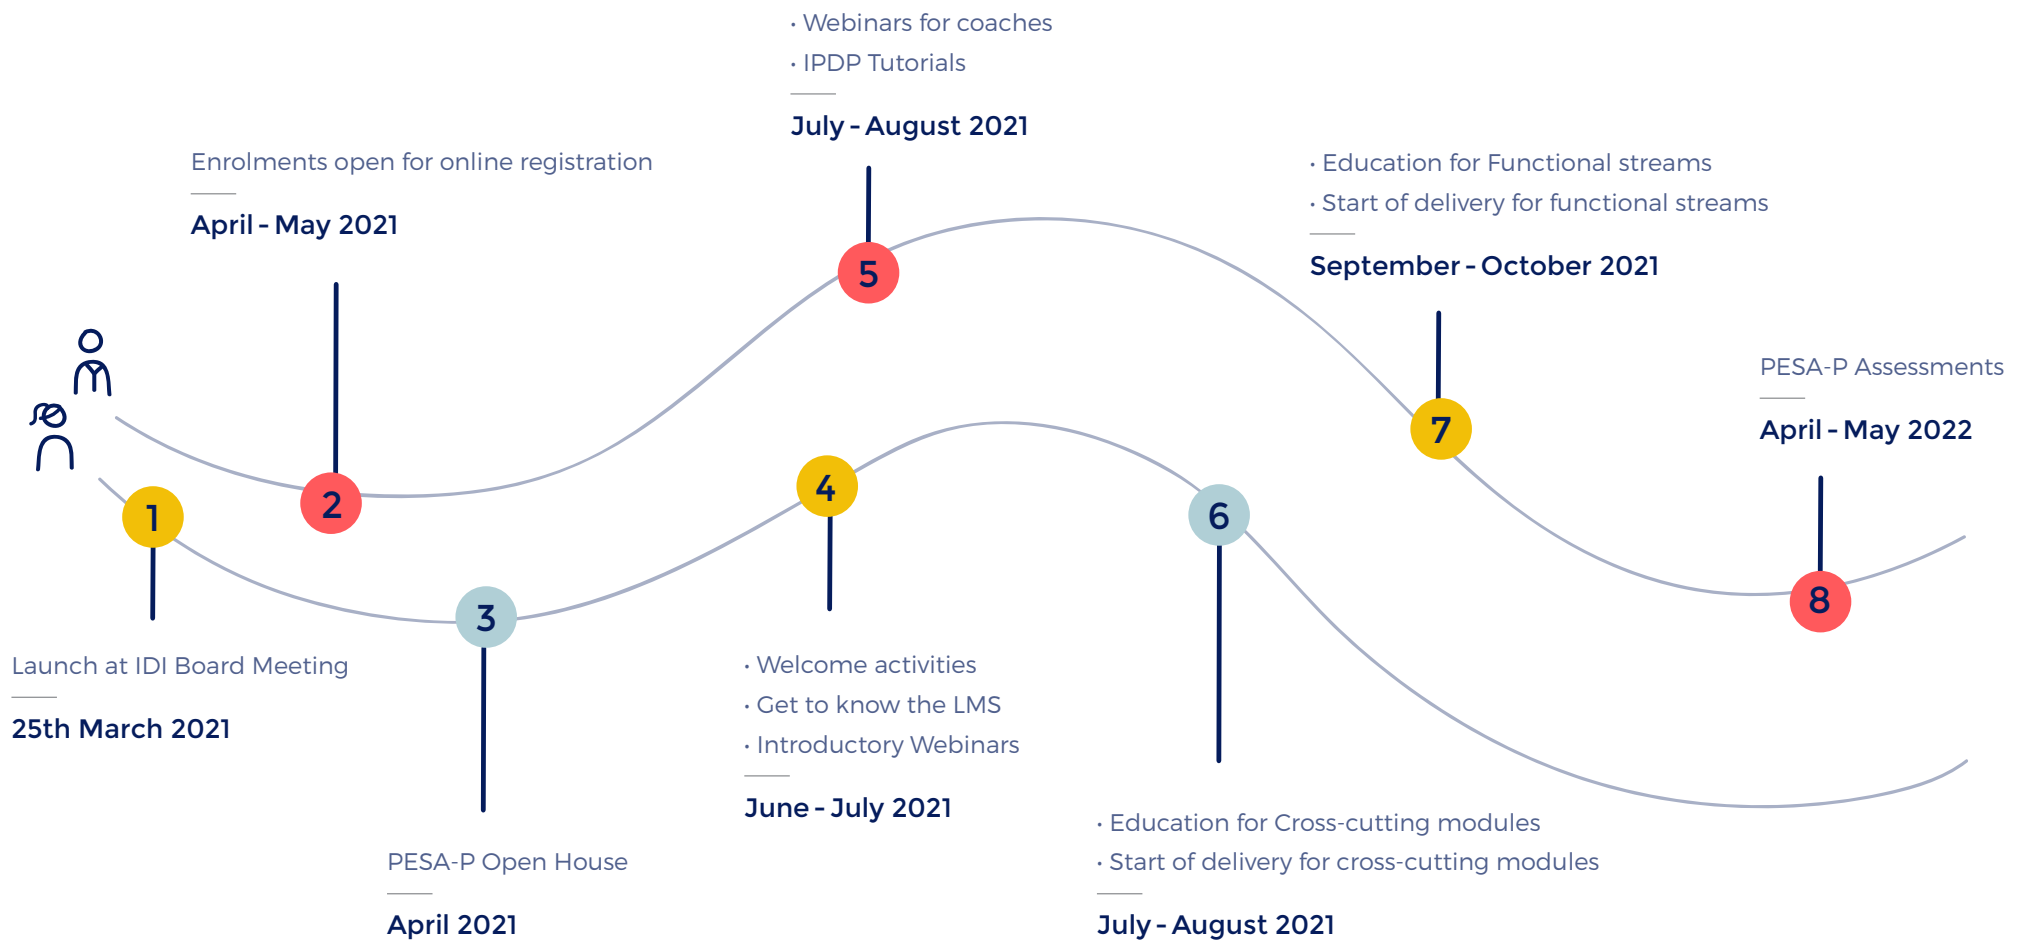 1
Launch at IDI Board Meeting
25th March 2021
Enrolments open for online registration
April - May 2021
2
3
PESA-P Open House
April 2021
4
• Welcome activities
• Get to know the LMS
• Introductory Webinars
June - July 2021
• Webinars for coaches
• IPDP Tutorials
July - August 2021
5
6
• Education for Cross-cutting modules
• Start of delivery for cross-cutting modules
July - August 2021
• Education for Functional streams
• Start of delivery for functional streams
September - October 2021
7
PESA-P Assessments
April - May 2022
8